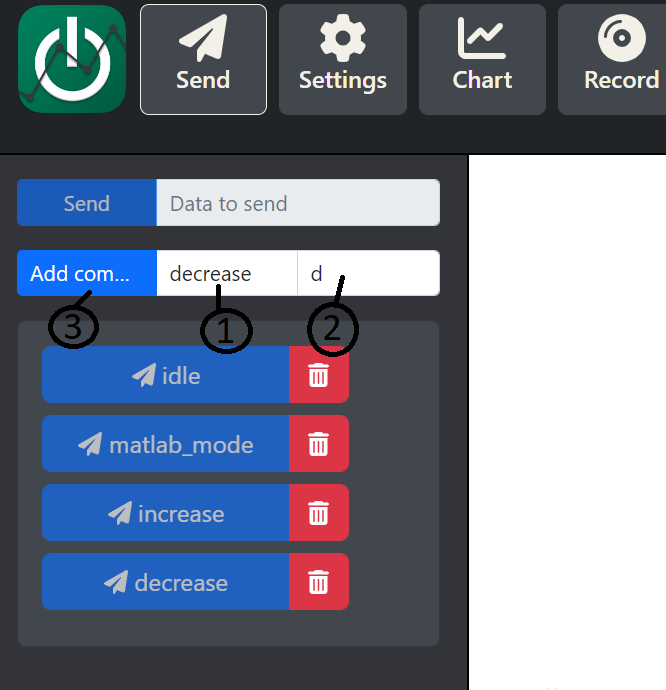 Send Settings Chart Record
Send Data to send
Add com... decrease d
3 1 2
idle
matlab_mode
increase
decrease